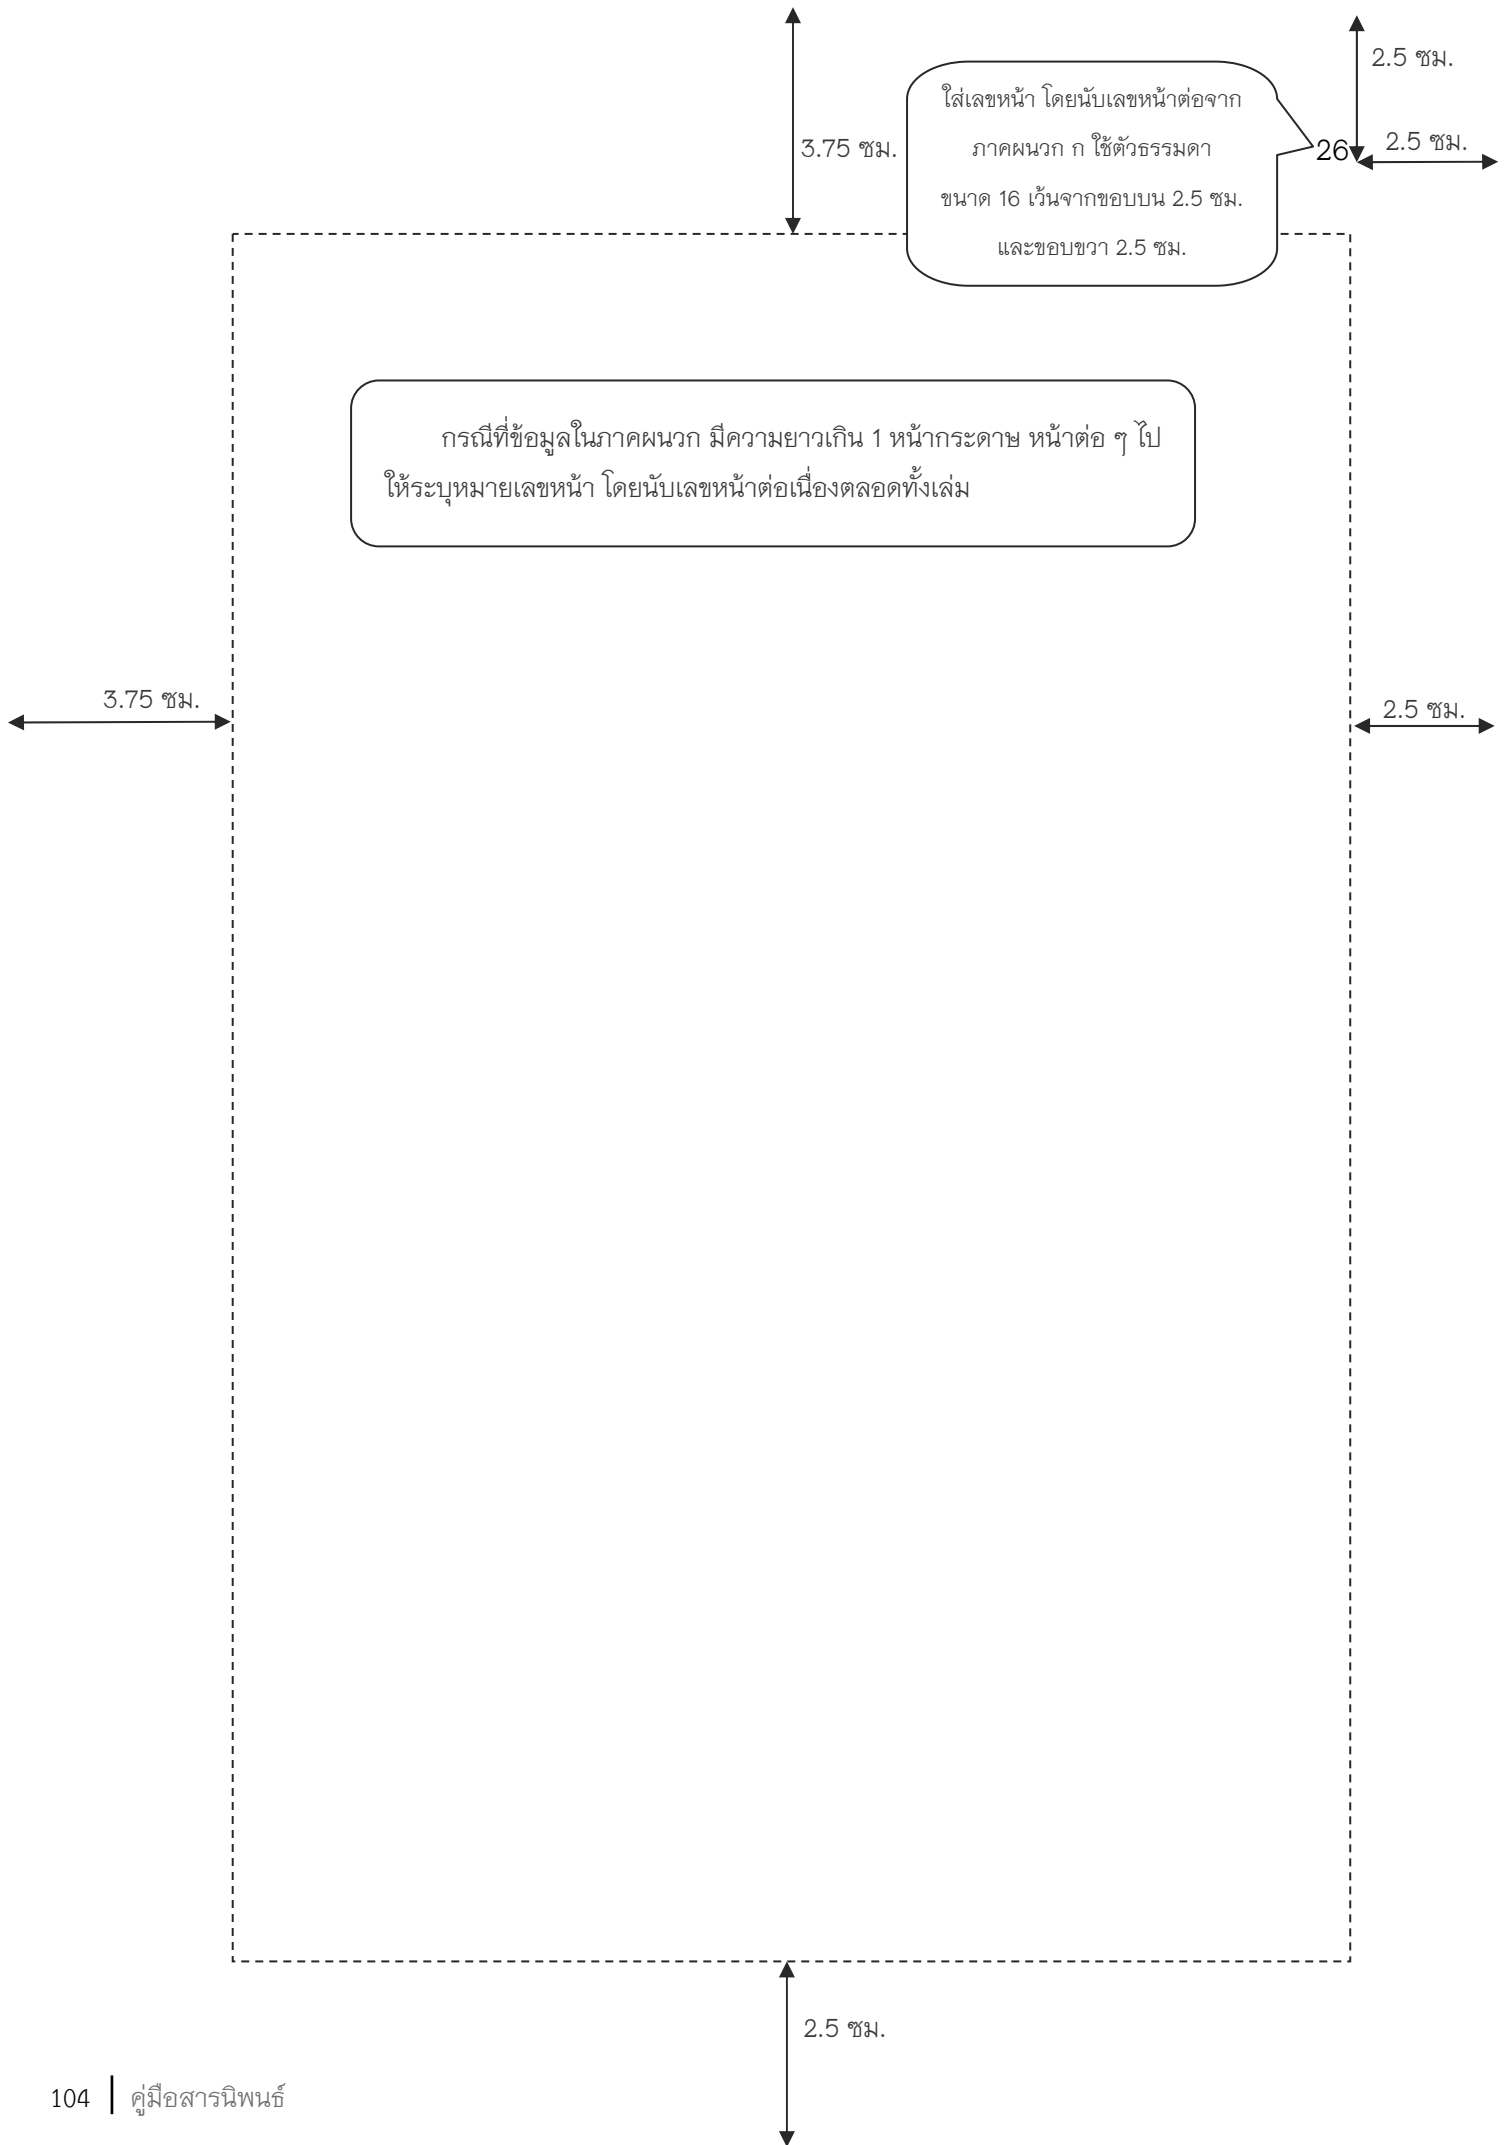 2.5 ซม.
3.75 ซม.
ใส่เลขหน้า โดยนับเลขหน้าต่อจาก
ภาคผนวก ก ใช้ตัวธรรมดา
ขนาด 16 เว้นจากขอบบน 2.5 ซม.
และขอบขวา 2.5 ซม.
26
2.5 ซม.
กรณีที่ข้อมูลในภาคผนวก มีความยาวเกิน 1 หน้ากระดาษ หน้าต่อ ๆ ไป
ให้ระบุหมายเลขหน้า โดยนับเลขหน้าต่อเนื่องตลอดทั้งเล่ม
3.75 ซม.
2.5 ซม.
2.5 ซม.
104 | คู่มือสารนิพนธ์